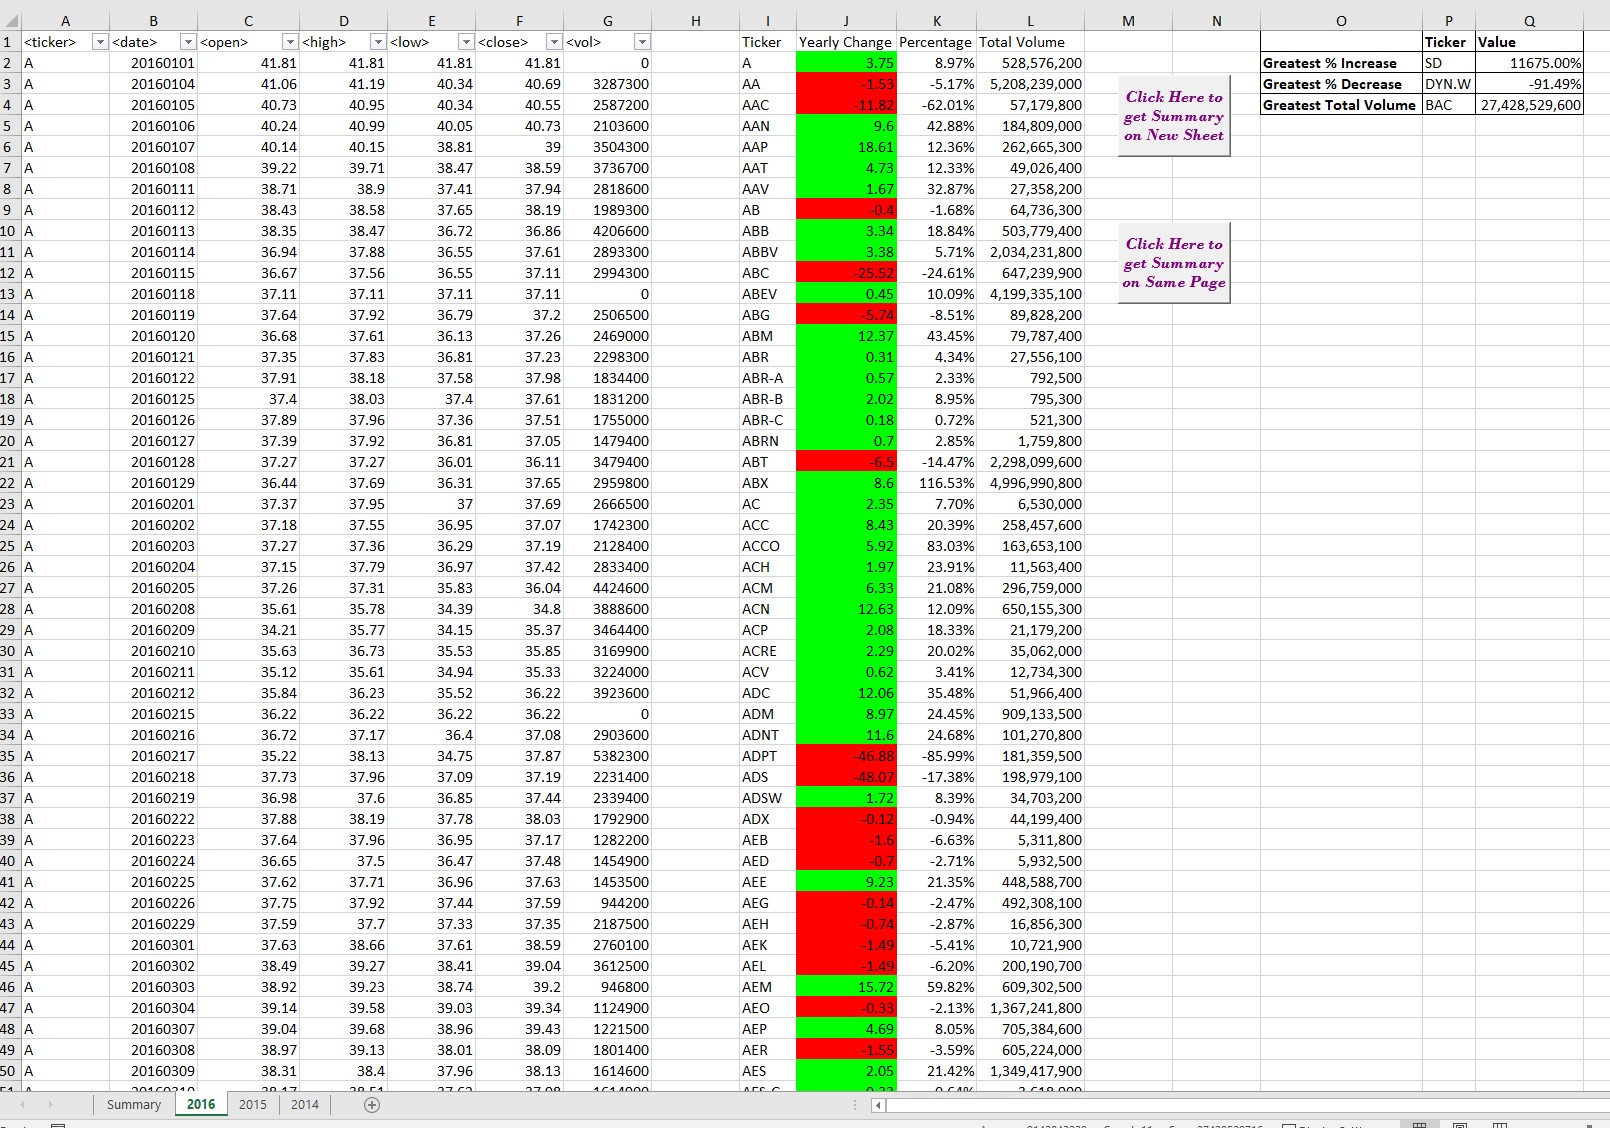 A B C D E F G H I J K L M N O P Q
1 <ticker> <date> <open> <high> <low> <close> <vol> Ticker Yearly Change Percentage Total Volume Ticker Value
2 A 20160101 41.81 41.81 41.81 41.81 0 A 3.75 8.97% 528,576,200 Greatest % Increase SD 11675.00%
3 A 20160104 41.06 41.19 40.34 40.69 3287300 AA -1.53 -5.17% 5,208,239,000 Greatest % Decrease DYN.W -91.49%
4 A 20160105 40.73 40.95 40.34 40.55 2587200 AAC -11.82 -62.01% 57,179,800 Click Here to Greatest Total Volume BAC 27,428,529,600
5 A 20160106 40.24 40.99 40.05 40.73 2103600 AAN 9.6 42.88% 184,809,000 get Summary
6 A 20160107 40.14 40.15 38.81 39 3504300 AAP 18.61 12.36% 262,665,300 on New Sheet
7 A 20160108 39.22 39.71 38.47 38.59 3736700 AAT 4.73 12.33% 49,026,400
8 A 20160111 38.71 38.9 37.41 37.94 2818600 AAV 1.67 32.87% 27,358,200
9 A 20160112 38.43 38.58 37.65 38.19 1989300 AB -0.4 -1.68% 64,736,300
10 A 20160113 38.35 38.47 36.72 36.86 4206600 ABB 3.34 18.84% 503,779,400
11 A 20160114 36.94 37.88 36.55 37.61 2893300 ABBV 3.38 5.71% 2,034,231,800 Click Here to
12 A 20160115 36.67 37.56 36.55 37.11 2994300 ABC -25.52 -24.61% 647,239,900 get Summary
13 A 20160118 37.11 37.11 37.11 37.11 0 ABEV 0.45 10.09% 4,199,335,100 on Same Page
14 A 20160119 37.64 37.92 36.79 37.2 2506500 ABG -5.74 -8.51% 89,828,200
15 A 20160120 36.68 37.61 36.13 37.26 2469000 ABM 12.37 43.45% 79,787,400
16 A 20160121 37.35 37.83 36.81 37.23 2298300 ABR 0.31 4.34% 27,556,100
17 A 20160122 37.91 38.18 37.58 37.98 1834400 ABR-A 0.57 2.33% 792,500
18 A 20160125 37.4 38.03 37.4 37.61 1831200 ABR-B 2.02 8.95% 795,300
19 A 20160126 37.89 37.96 37.36 37.51 1755000 ABR-C 0.18 0.72% 521,300
20 A 20160127 37.39 37.92 36.81 37.05 1479400 ABRN 0.7 2.85% 1,759,800
21 A 20160128 37.27 37.27 36.01 36.11 3479400 ABT -6.5 -14.47% 2,298,099,600
22 A 20160129 36.44 37.69 36.31 37.65 2959800 ABX 8.6 116.53% 4,996,990,800
23 A 20160201 37.37 37.95 37 37.69 2666500 AC 2.35 7.70% 6,530,000
24 A 20160202 37.18 37.55 36.95 37.07 1742300 ACC 8.43 20.39% 258,457,600
25 A 20160203 37.27 37.36 36.29 37.19 2128400 ACCO 5.92 83.03% 163,653,100
26 A 20160204 37.15 37.79 36.97 37.42 2833400 ACH 1.97 23.91% 11,563,400
27 A 20160205 37.26 37.31 35.83 36.04 4424600 ACM 6.33 21.08% 296,759,000
28 A 20160208 35.61 35.78 34.39 34.8 3888600 ACN 12.63 12.09% 650,155,300
29 A 20160209 34.21 35.77 34.15 35.37 3464400 ACP 2.08 18.33% 21,179,200
30 A 20160210 35.63 36.73 35.53 35.85 3169900 ACRE 2.29 20.02% 35,062,000
31 A 20160211 35.12 35.61 34.94 35.33 3224000 ACV 0.62 3.41% 12,734,300
32 A 20160212 35.84 36.23 35.52 36.22 3923600 ADC 12.06 35.48% 51,966,400
33 A 20160215 36.22 36.22 36.22 36.22 0 ADM 8.97 24.45% 909,133,500
34 A 20160216 36.72 37.17 36.4 37.08 2903600 ADNT 11.6 24.68% 101,270,800
35 A 20160217 35.22 38.13 34.75 37.87 5382300 ADPT -46.88 -85.99% 181,359,500
36 A 20160218 37.73 37.96 37.09 37.19 2231400 ADS -48.07 -17.38% 198,979,100
37 A 20160219 36.98 37.6 36.85 37.44 2339400 ADSW 1.72 8.39% 34,703,200
38 A 20160222 37.88 38.19 37.78 38.03 1792900 ADX -0.12 -0.94% 44,199,400
39 A 20160223 37.64 37.96 36.95 37.17 1282200 AEB -1.6 -6.63% 5,311,800
40 A 20160224 36.65 37.5 36.47 37.48 1454900 AED -0.7 -2.71% 5,932,500
41 A 20160225 37.62 37.71 36.96 37.63 1453500 AEE 9.23 21.35% 448,588,700
42 A 20160226 37.75 37.92 37.44 37.59 944200 AEG -0.14 -2.47% 492,308,100
43 A 20160229 37.59 37.7 37.33 37.35 2187500 AEH -0.74 -2.87% 16,856,300
44 A 20160301 37.63 38.66 37.61 38.59 2760100 AEK -1.49 -5.41% 10,721,900
45 A 20160302 38.49 39.27 38.41 39.04 3612500 AEL -1.49 -6.20% 200,190,700
46 A 20160303 38.92 39.23 38.74 39.2 946800 AEM 15.72 59.82% 609,302,500
47 A 20160304 39.14 39.58 39.03 39.34 1124900 AEO -0.33 -2.13% 1,367,241,800
48 A 20160307 39.04 39.68 38.96 39.43 1221500 AEP 4.69 8.05% 705,384,600
49 A 20160308 38.97 39.13 38.01 38.09 1801400 AER -1.55 -3.59% 605,224,000
50 A 20160309 38.31 38.4 37.96 38.13 1614600 AES 2.05 21.42% 1,349,417,900
Summary 2016 2015 2014